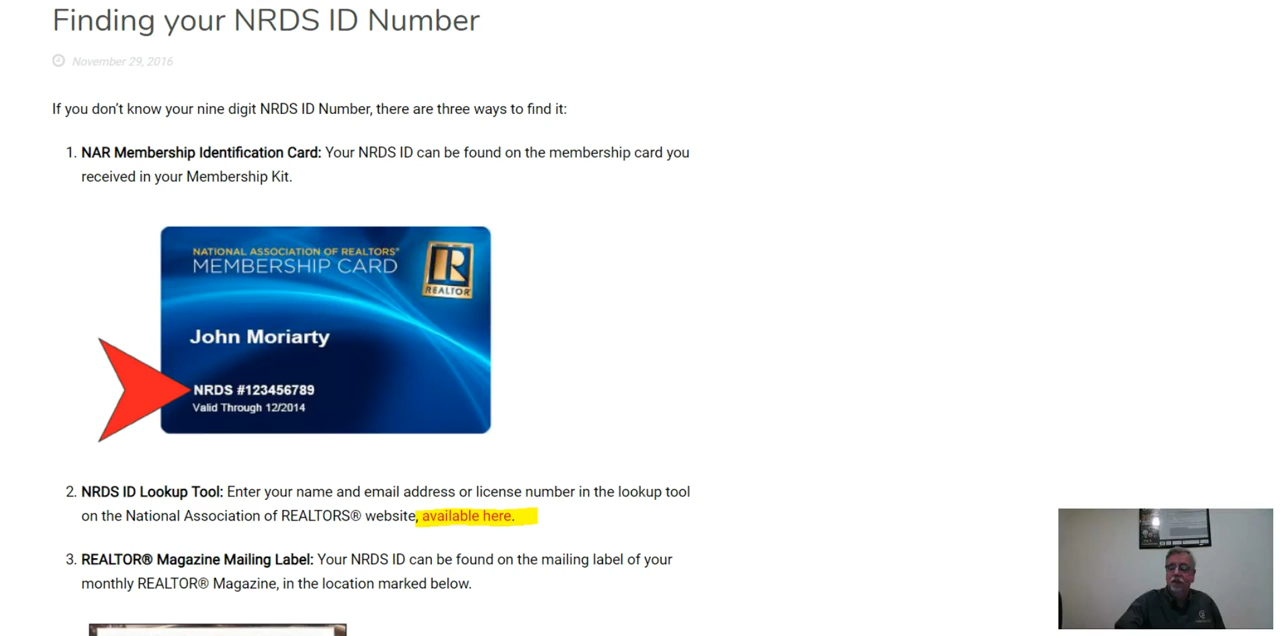 Finding your NRDS ID Number
November 29, 2016
If you don't know your nine digit NRDS ID Number, there are three ways to find it:
1. NAR Membership Identification Card: Your NRDS ID can be found on the membership card you
received in your Membership Kit.
NATIONAL ASSOCIATION OF REALTORS®
MEMBERSHIP CARD
REALTOR
John Moriarty
NRDS #123456789
Valid Through 12/2014
2. NRDS ID Lookup Tool: Enter your name and email address or license number in the lookup tool
on the National Association of REALTORS® website, available here.
3. REALTOR® Magazine Mailing Label: Your NRDS ID can be found on the mailing label of your
monthly REALTOR® Magazine, in the location marked below.